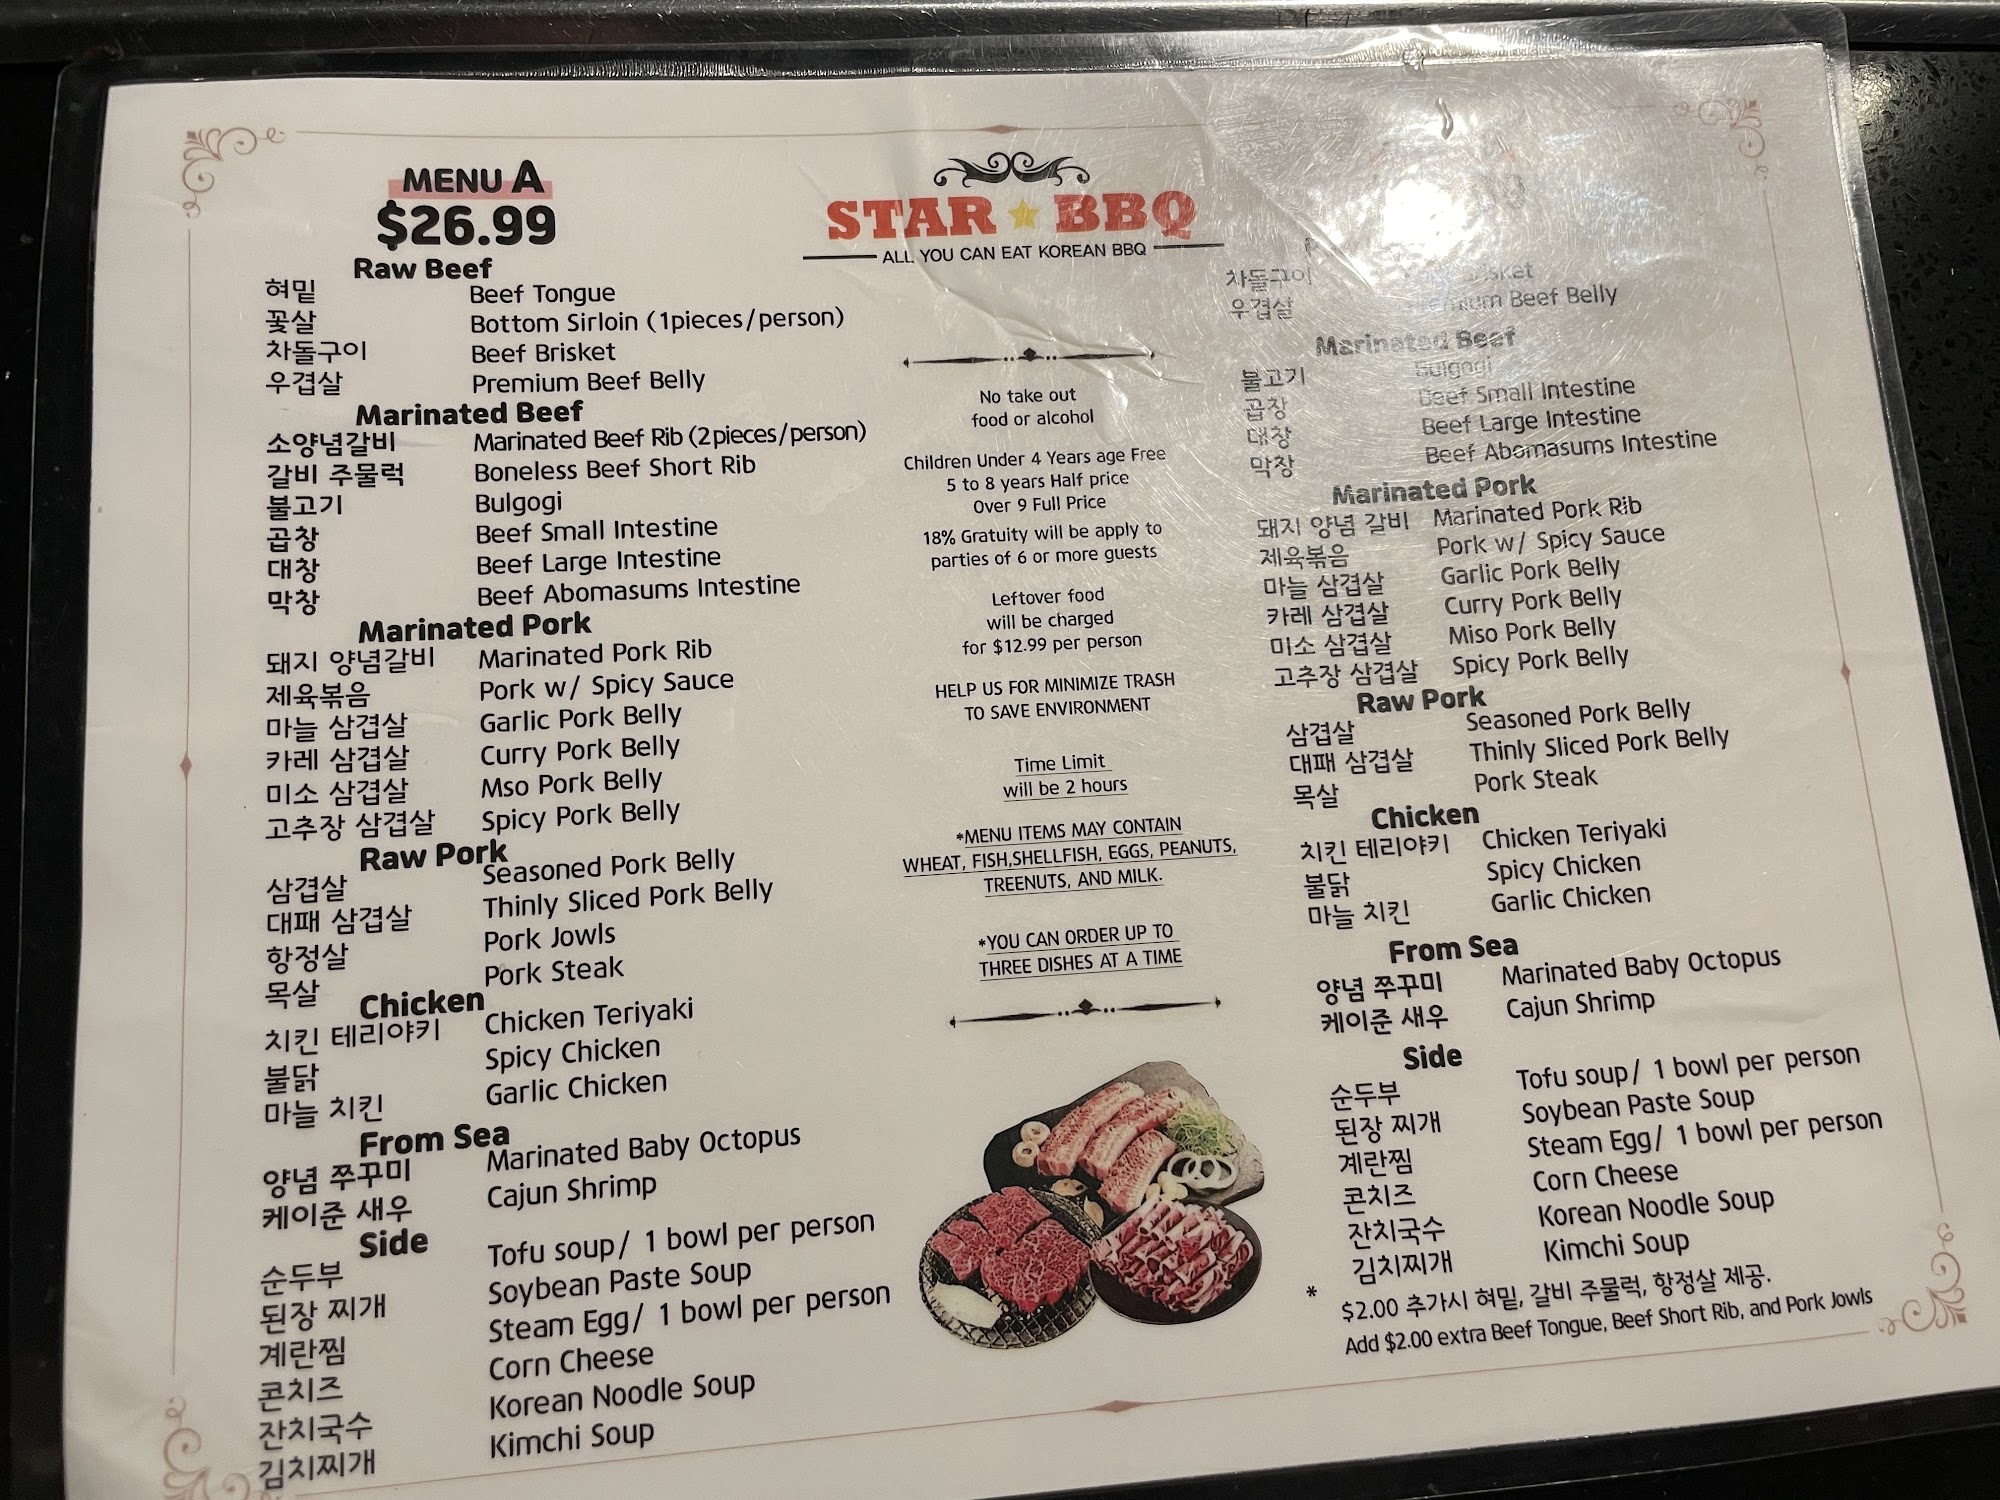 MENU A
$26.99
Raw Beef
혀밑 Beef Tongue
꽃살 Bottom Sirloin (1pieces/person)
차돌구이 Beef Brisket
우겹살 Premium Beef Belly
Marinated Beef
소양념갈비 Marinated Beef Rib (2pieces/person)
갈비 주물럭 Boneless Beef Short Rib
불고기 Bulgogi
곱창 Beef Small Intestine
대창 Beef Large Intestine
막창 Beef Abomasums Intestine
Marinated Pork
돼지 양념갈비 Marinated Pork Rib
제육볶음 Pork w/ Spicy Sauce
마늘 삼겹살 Garlic Pork Belly
카레 삼겹살 Curry Pork Belly
미소 삼겹살 Mso Pork Belly
고추장 삼겹살 Spicy Pork Belly
Raw Pork
삼겹살 Seasoned Pork Belly
대패 삼겹살 Thinly Sliced Pork Belly
항정살 Pork Jowls
목살 Pork Steak
Chicken
치킨 테리야키 Chicken Teriyaki
불닭 Spicy Chicken
마늘 치킨 Garlic Chicken
From Sea
양념 쭈꾸미 Marinated Baby Octopus
케이준 새우 Cajun Shrimp
Side
순두부 Tofu soup/ 1 bowl per person
된장 찌개 Soybean Paste Soup
계란찜 Steam Egg/ 1 bowl per person
콘치즈 Corn Cheese
잔치국수 Korean Noodle Soup
김치찌개 Kimchi Soup
STAR BBQ
ALL YOU CAN EAT KOREAN BBQ
No take out
food or alcohol
Children Under 4 Years age Free
5 to 8 years Half price
Over 9 Full Price
18% Gratuity will be apply to
parties of 6 or more guests
Leftover food
will be charged
for $12.99 per person
HELP US FOR MINIMIZE TRASH
TO SAVE ENVIRONMENT
Time Limit
will be 2 hours
*MENU ITEMS MAY CONTAIN
WHEAT, FISH,SHELLFISH, EGGS, PEANUTS,
TREENUTS, AND MILK.
*YOU CAN ORDER UP TO
THREE DISHES AT A TIME
차돌구이 Brisket
우겹살 Premium Beef Belly
Marinated Beef
불고기 Bulgogi
곱창 Beef Small Intestine
대창 Beef Large Intestine
막창 Beef Abomasums Intestine
Marinated Pork
돼지 양념 갈비 Marinated Pork Rib
제육볶음 Pork w/ Spicy Sauce
마늘 삼겹살 Garlic Pork Belly
카레 삼겹살 Curry Pork Belly
미소 삼겹살 Miso Pork Belly
고추장 삼겹살 Spicy Pork Belly
Raw Pork
삼겹살 Seasoned Pork Belly
대패 삼겹살 Thinly Sliced Pork Belly
목살 Pork Steak
Chicken
치킨 테리야키 Chicken Teriyaki
불닭 Spicy Chicken
마늘 치킨 Garlic Chicken
From Sea
양념 쭈꾸미 Marinated Baby Octopus
케이준 새우 Cajun Shrimp
Side
순두부 Tofu soup/ 1 bowl per person
된장 찌개 Soybean Paste Soup
계란찜 Steam Egg/ 1 bowl per person
콘치즈 Corn Cheese
잔치국수 Korean Noodle Soup
김치찌개 Kimchi Soup
* $2.00 추가시 혀밑, 갈비 주물럭, 항정살 제공.
Add $2.00 extra Beef Tongue, Beef Short Rib, and Pork Jowls